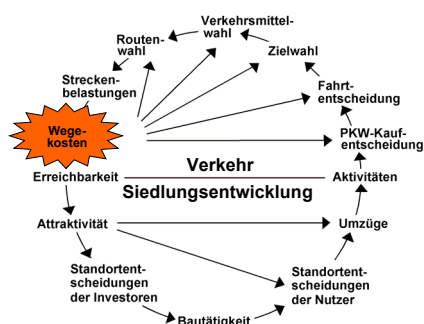 Verkehrsmittel-
wahl
Routen-
wahl
Zielwahl
Strecken-
belastungen
Fahrt-
entscheidung
Wege-
kosten
PKW-Kauf-
entscheidung
Verkehr
Erreichbarkeit
Aktivitäten
Siedlungsentwicklung
Attraktivität
Umzüge
Standortent-
scheidungen
der Investoren
Standortent-
scheidungen
der Nutzer
Bautätigkeit